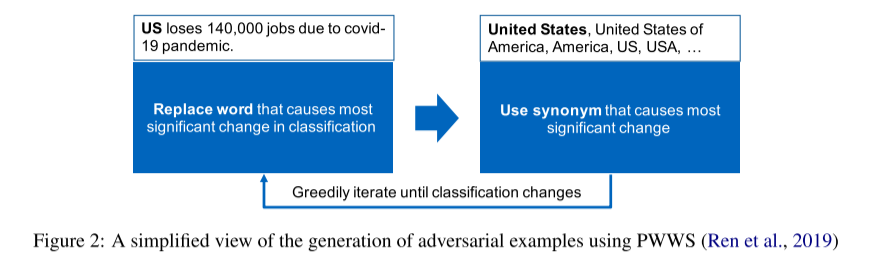 US loses 140,000 jobs due to covid-
19 pandemic.
Replace word that causes most
significant change in classification
United States, United States of
America, America, US, USA, …
Use synonym that causes most
significant change
Greedily iterate until classification changes
Figure 2: A simplified view of the generation of adversarial examples using PWWS (Ren et al., 2019)